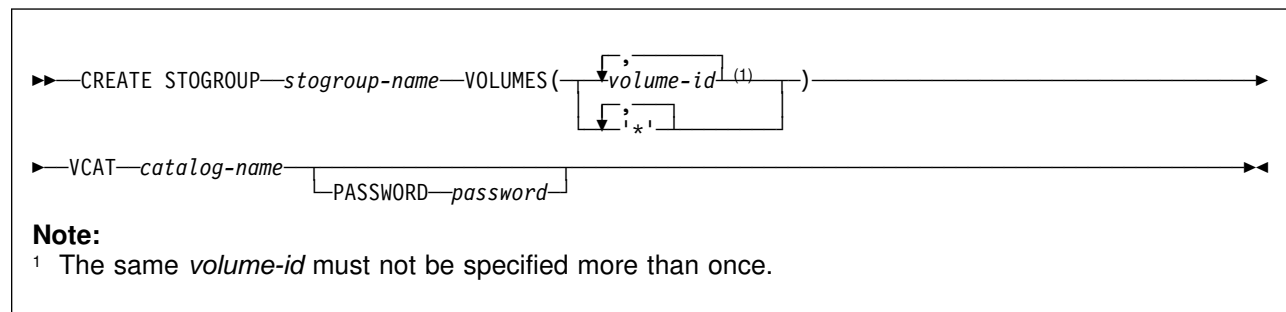 ,
CREATE STOGROUP stogroup-name VOLUMES( volume-id (1) )
,
'*'
VCAT catalog-name
PASSWORD password
Note:
1 The same volume-id must not be specified more than once.